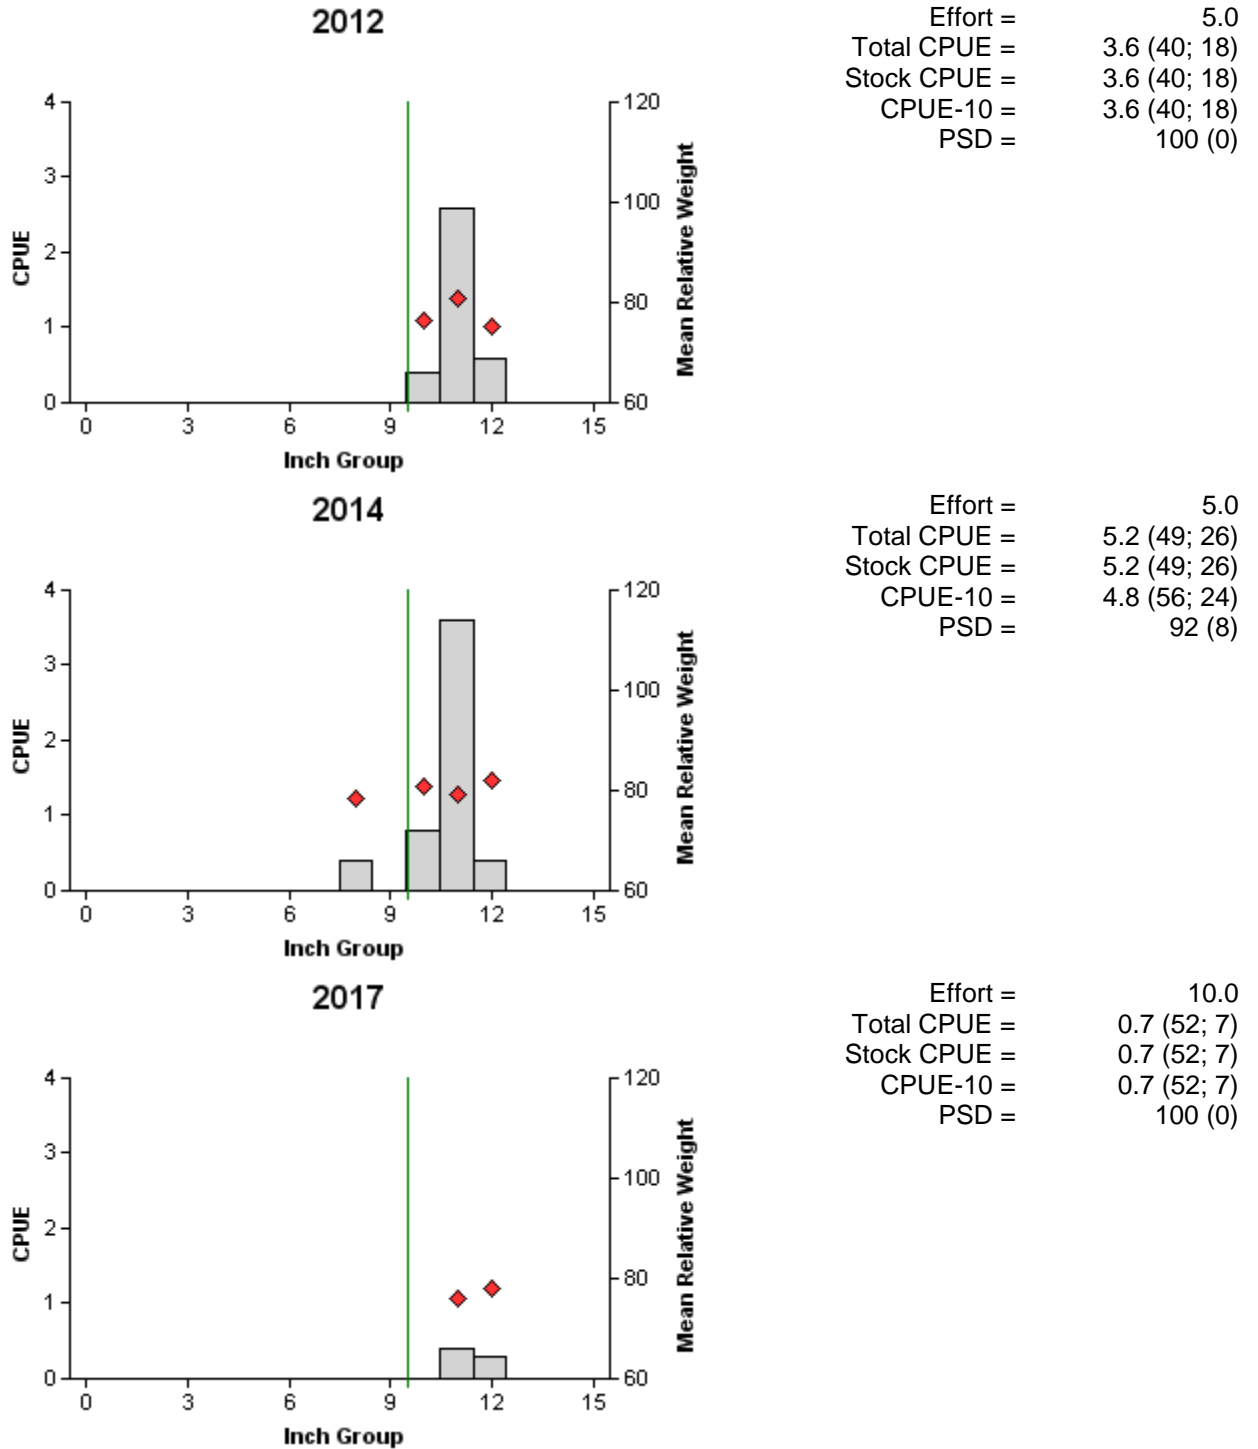 2012
Effort = 5.0
Total CPUE = 3.6 (40; 18)
Stock CPUE = 3.6 (40; 18)
CPUE-10 = 3.6 (40; 18)
PSD = 100 (0)
4 120
3
100
2
80
1
0 60
CPUE
Mean Relative Weight
0 3 6 9 12 15
Inch Group
2014
Effort = 5.0
Total CPUE = 5.2 (49; 26)
Stock CPUE = 5.2 (49; 26)
CPUE-10 = 4.8 (56; 24)
PSD = 92 (8)
4 120
3
100
2
80
1
0 60
CPUE
Mean Relative Weight
0 3 6 9 12 15
Inch Group
2017
Effort = 10.0
Total CPUE = 0.7 (52; 7)
Stock CPUE = 0.7 (52; 7)
CPUE-10 = 0.7 (52; 7)
PSD = 100 (0)
4 120
3
100
2
80
1
0 60
CPUE
Mean Relative Weight
0 3 6 9 12 15
Inch Group